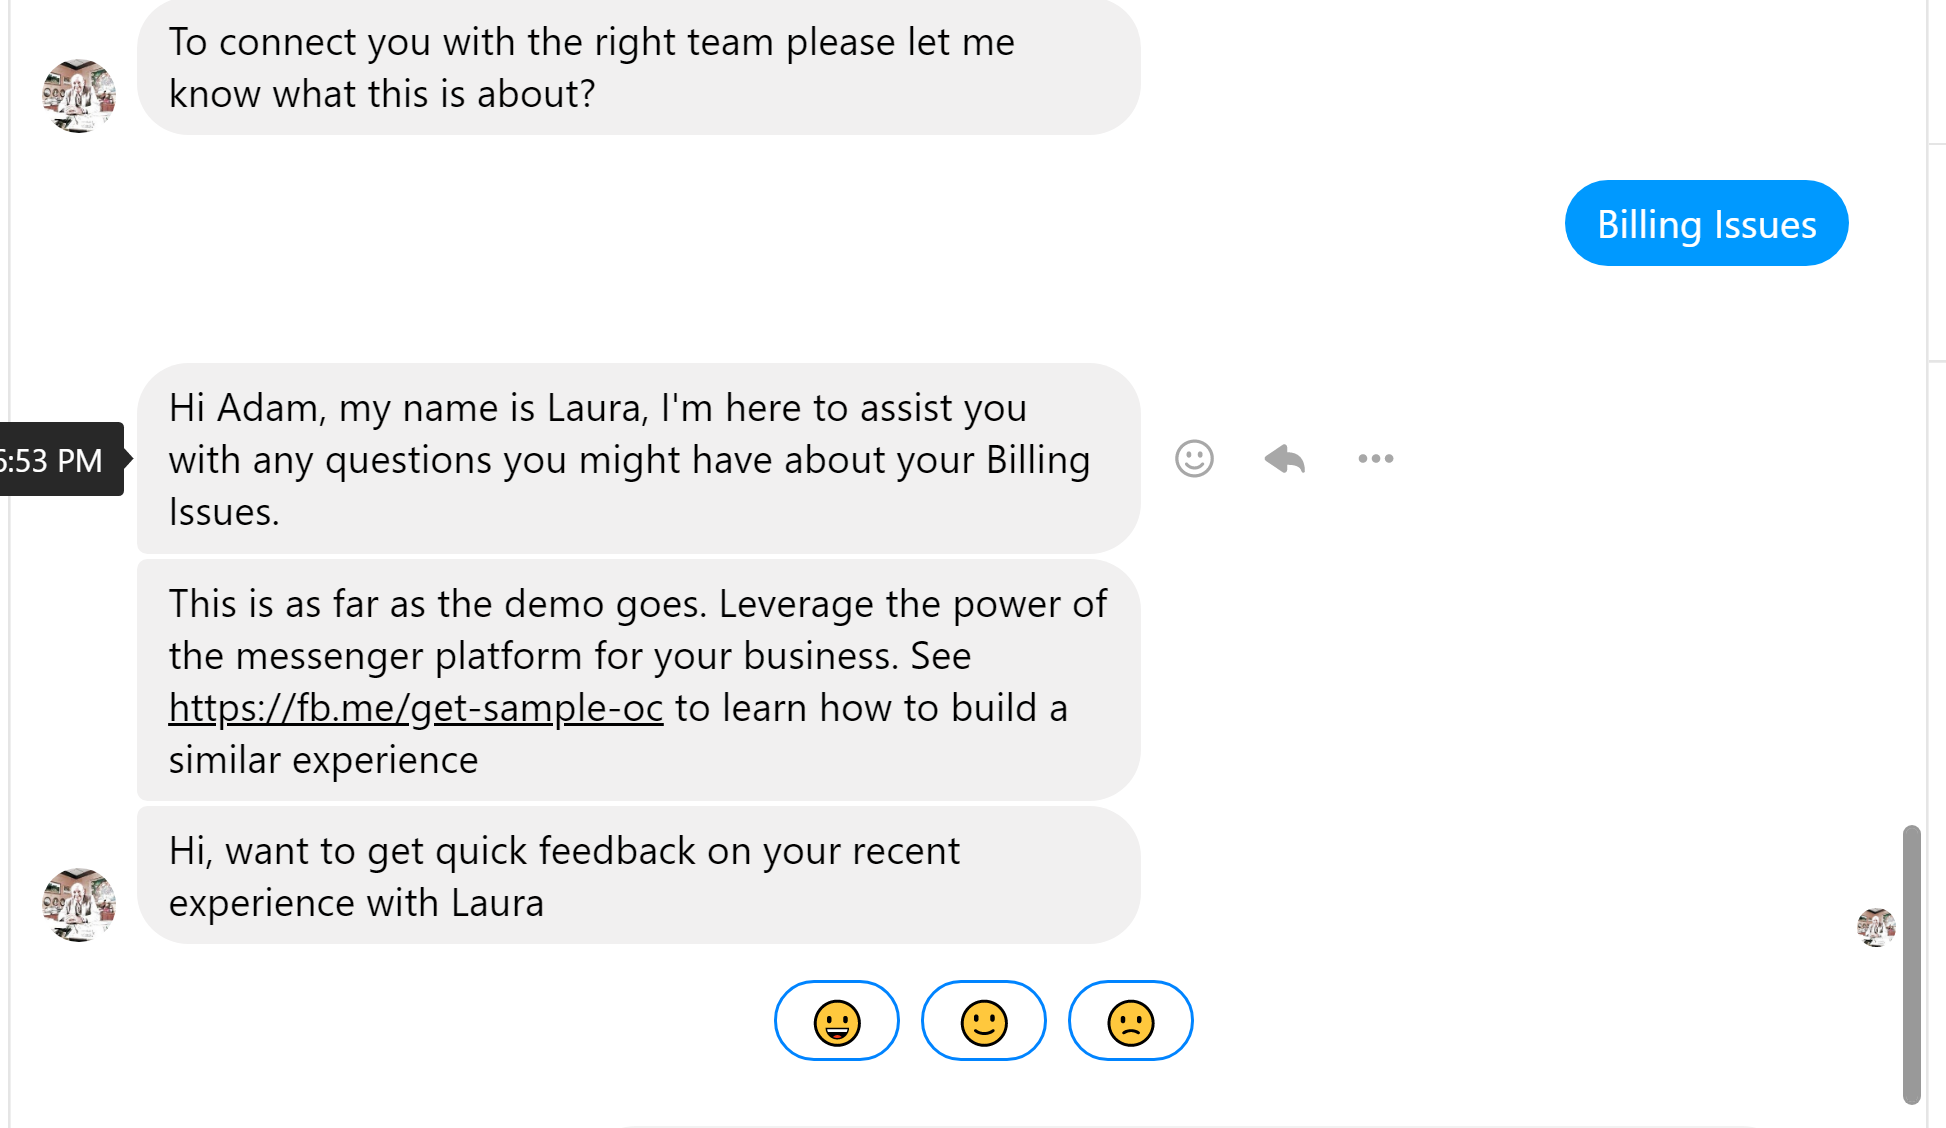 To connect you with the right team please let me
know what this is about?
Billing Issues
Hi Adam, my name is Laura, I'm here to assist you
with any questions you might have about your Billing
Issues.
:53 PM
This is as far as the demo goes. Leverage the power of
the messenger platform for your business. See
https://fb.me/get-sample-oc to learn how to build a
similar experience
Hi, want to get quick feedback on your recent
experience with Laura